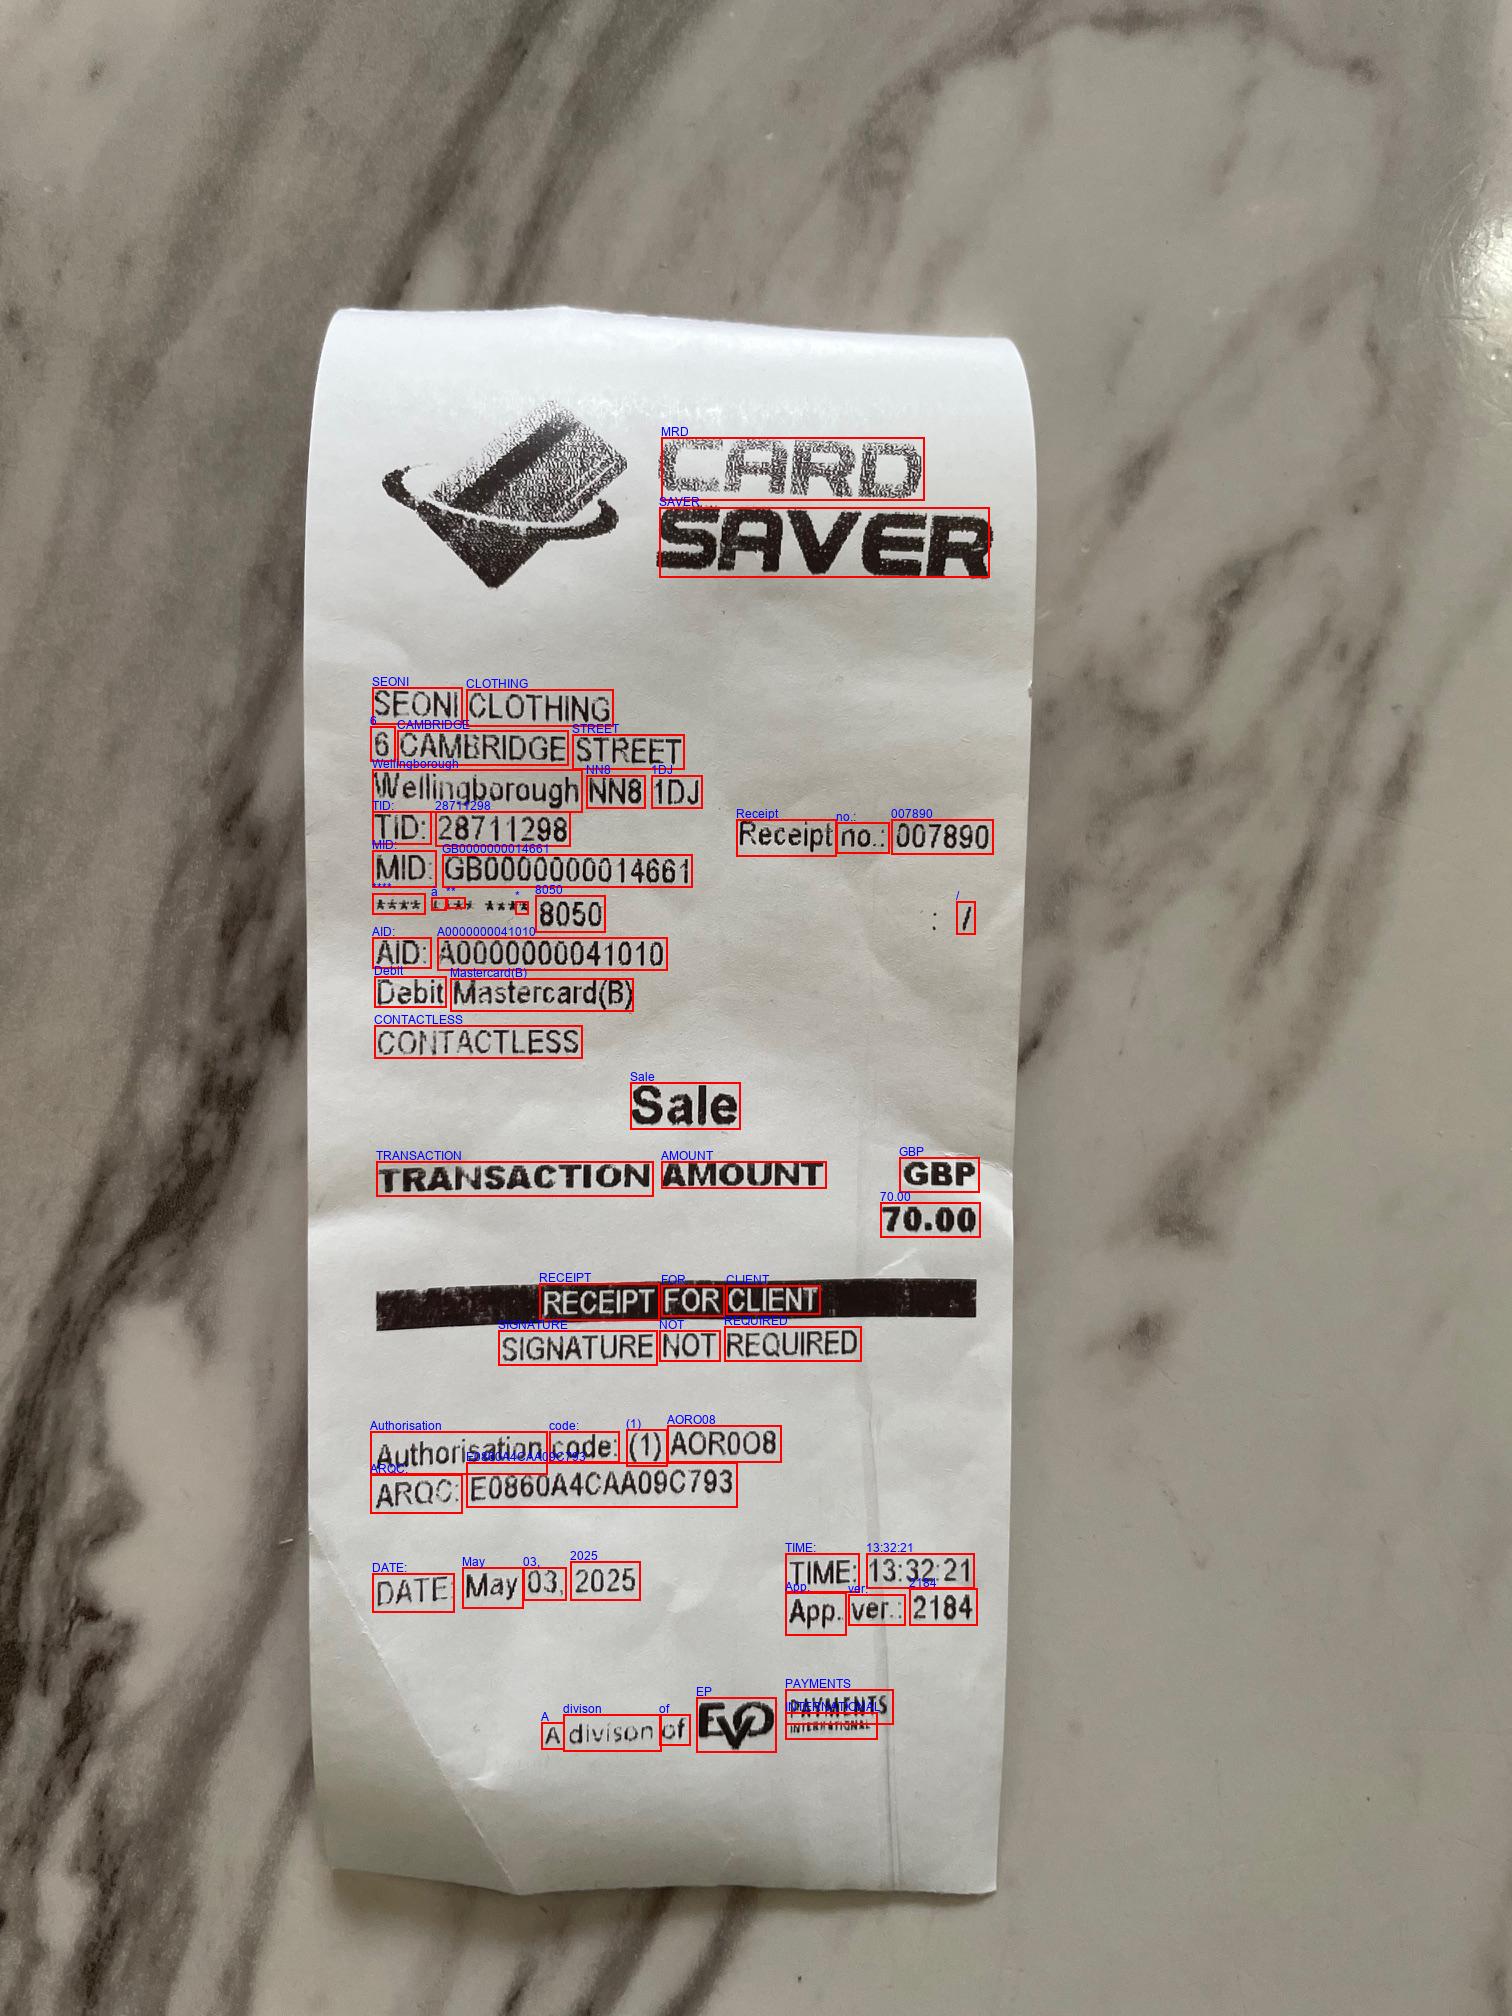 CARD
SAVER
SEONI CLOTHING
6 CAMBRIDGE STREET
Wellingborough NN8 1DJ
TID: 28711298 Receipt no.: 007890
MID: GB0000000014661
**** **** **** 8050 : /
AID: A0000000041010
Debit Mastercard(B)
CONTACTLESS
Sale
TRANSACTION AMOUNT GBP
70.00
RECEIPT FOR CLIENT
SIGNATURE NOT REQUIRED
Authorisation code: (1) AOR0O8
ARQC: E0860A4CAA09C793
DATE: May 03, 2025 TIME: 13:32:21
App. ver.: 2184
A divison of EVO PAYMENTS
INTERNATIONAL